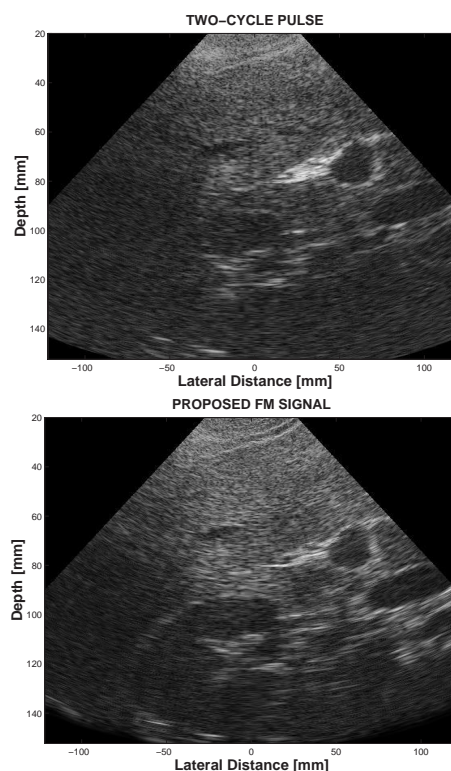 TWO−CYCLE PULSE
20
40
60
80
100
120
140
Depth [mm]
−100 −50 0 50 100
Lateral Distance [mm]
PROPOSED FM SIGNAL
20
40
60
80
100
120
140
Depth [mm]
−100 −50 0 50 100
Lateral Distance [mm]